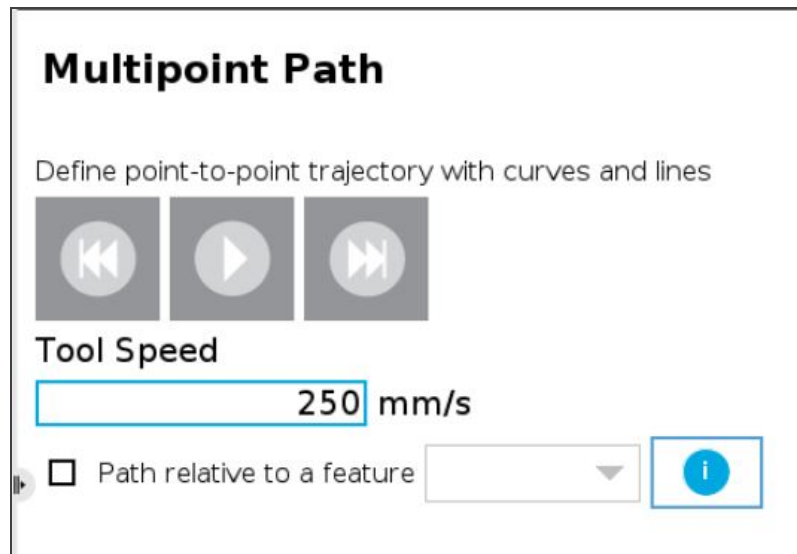 Multipoint Path
Define point-to-point trajectory with curves and lines
Tool Speed
250 mm/s
Path relative to a feature i